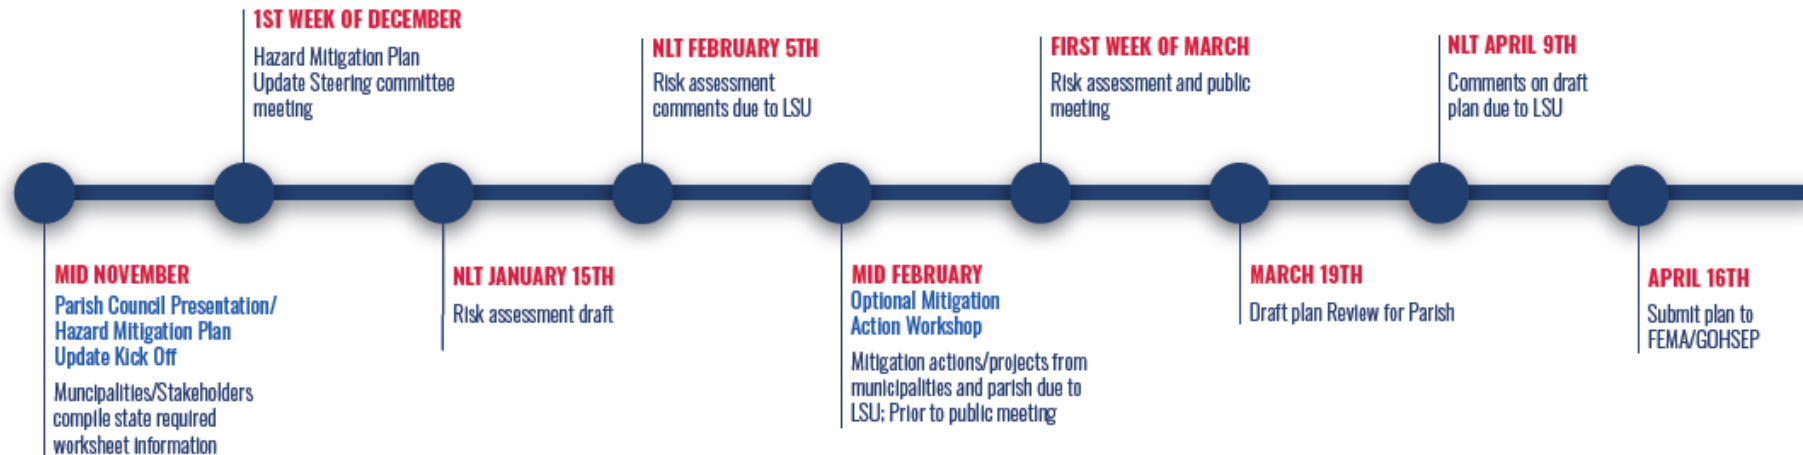 1ST WEEK OF DECEMBER
Hazard Mitigation Plan
Update Steering committee
meeting
NLT FEBRUARY 5TH
Risk assessment
comments due to LSU
FIRST WEEK OF MARCH
Risk assessment and public
meeting
NLT APRIL 9TH
Comments on draft
plan due to LSU
MID NOVEMBER
Parish Council Presentation/
Hazard Mitigation Plan
Update Kick Off
Muncipalities/Stakeholders
compile state required
worksheet information
NLT JANUARY 15TH
Risk assessment draft
MID FEBRUARY
Optional Mitigation
Action Workshop
Mitigation actions/projects from
municipalities and parish due to
LSU; Prior to public meeting
MARCH 19TH
Draft plan Review for Parish
APRIL 16TH
Submit plan to
FEMA/GOHSEP